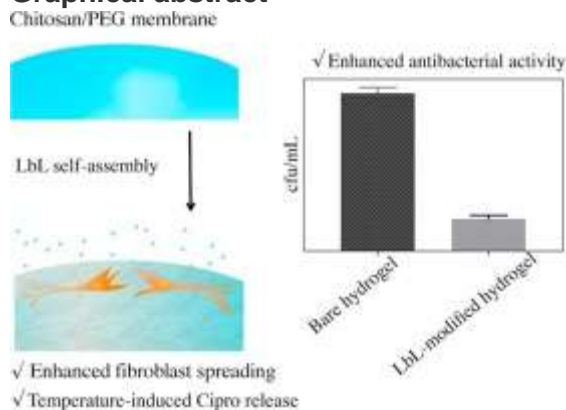 Graphical abstract
Chitosan/PEG membrane
LbL self-assembly
√ Enhanced fibroblast spreading
√ Temperature-induced Cipro release
√ Enhanced antibacterial activity
cfu/mL
Bare hydrogel
LbL-modified hydrogel